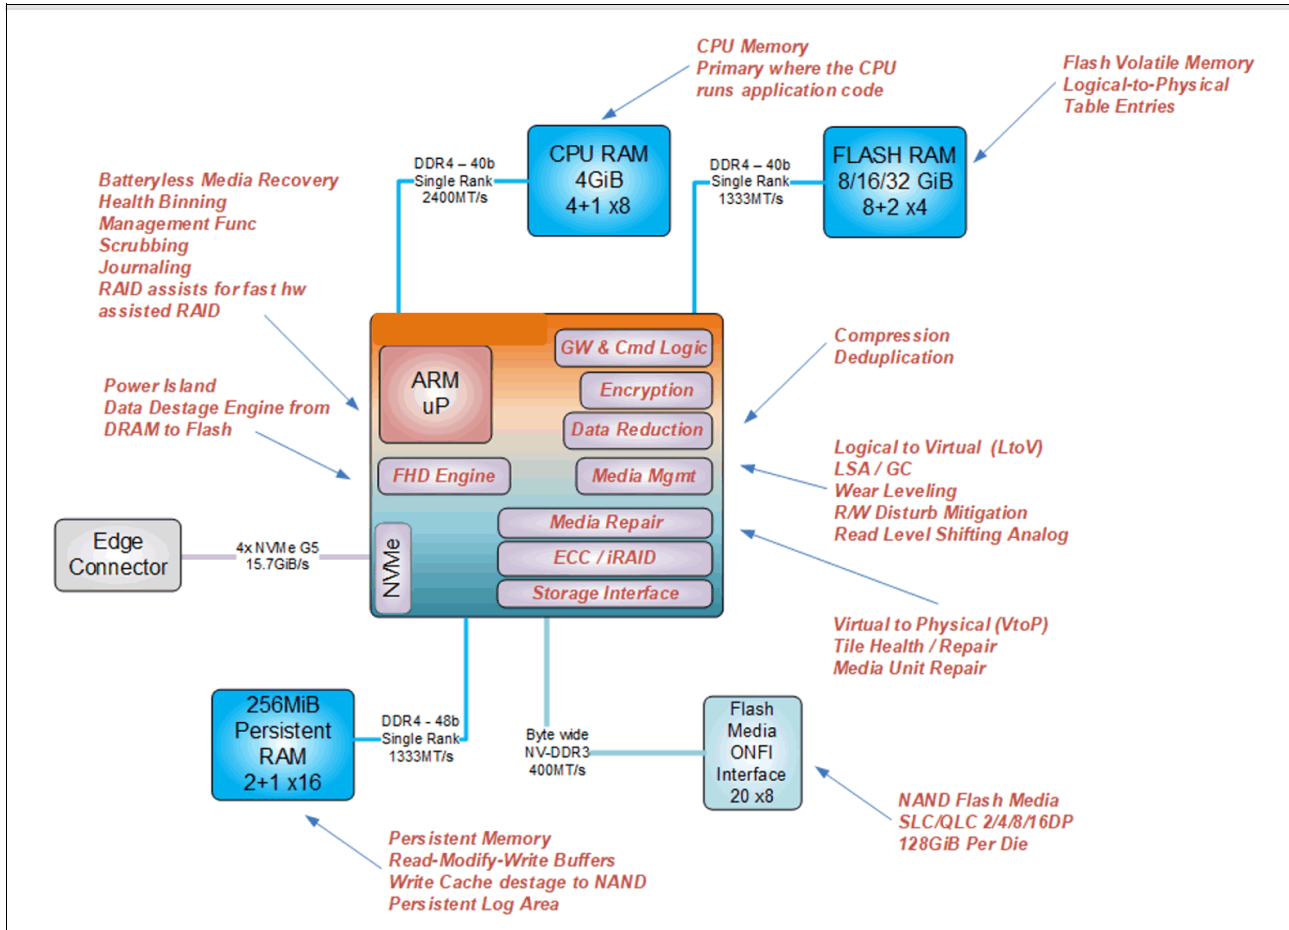 CPU Memory
Primary where the CPU
runs application code
Flash Volatile Memory
Logical-to-Physical
Table Entries
DDR4 – 40b
Single Rank
2400MT/s
CPU RAM
4GiB
4+1 x8
DDR4 – 40b
Single Rank
1333MT/s
FLASH RAM
8/16/32 GiB
8+2 x4
Batteryless Media Recovery
Health Binning
Management Func
Scrubbing
Journaling
RAID assists for fast hw
assisted RAID
Power Island
Data Destage Engine from
DRAM to Flash
ARM
uP
GW & Cmd Logic
Encryption
Data Reduction
FHD Engine
Media Mgmt
Media Repair
ECC / iRAID
Storage Interface
NVMe
Compression
Deduplication
Logical to Virtual (LtoV)
LSA / GC
Wear Leveling
R/W Disturb Mitigation
Read Level Shifting Analog
Edge
Connector
4x NVMe G5
15.7GiB/s
Virtual to Physical (VtoP)
Tile Health / Repair
Media Unit Repair
256MiB
Persistent
RAM
2+1 x16
DDR4 - 48b
Single Rank
1333MT/s
Byte wide
NV-DDR3
400MT/s
Flash
Media
ONFI
Interface
20 x8
NAND Flash Media
SLC/QLC 2/4/8/16DP
128GiB Per Die
Persistent Memory
Read-Modify-Write Buffers
Write Cache destage to NAND
Persistent Log Area